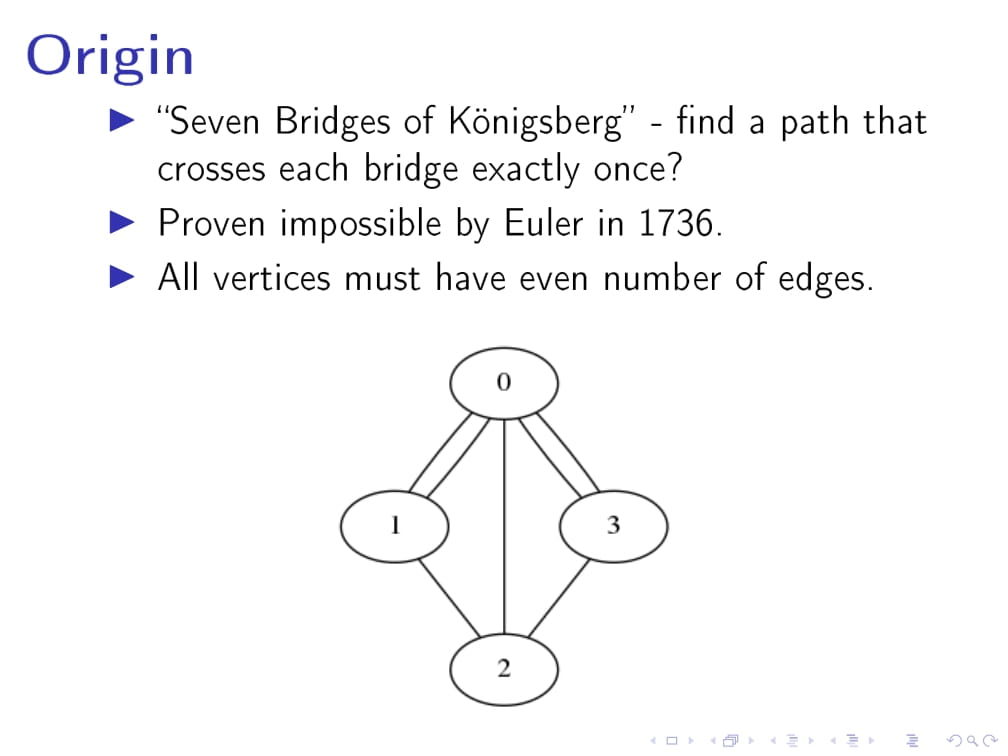 Origin
“Seven Bridges of Königsberg” - find a path that
crosses each bridge exactly once?
Proven impossible by Euler in 1736.
All vertices must have even number of edges.
0
1
3
2